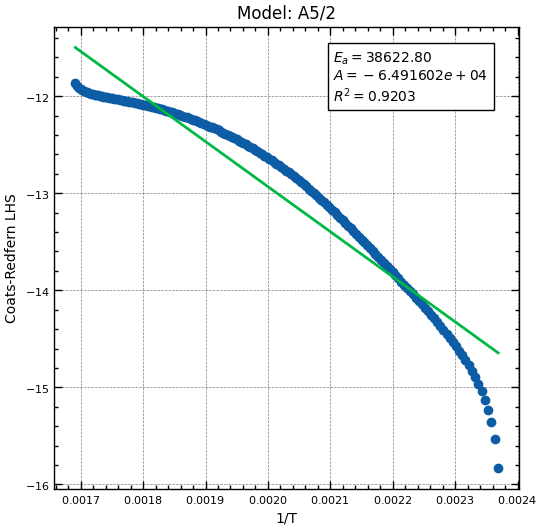 Model: A5/2
E_a = 38622.80
A = −6.491602e + 04
R² = 0.9203
Coats-Redfern LHS
−12
−13
−14
−15
−16
0.0017 0.0018 0.0019 0.0020 0.0021 0.0022 0.0023 0.0024
1/T